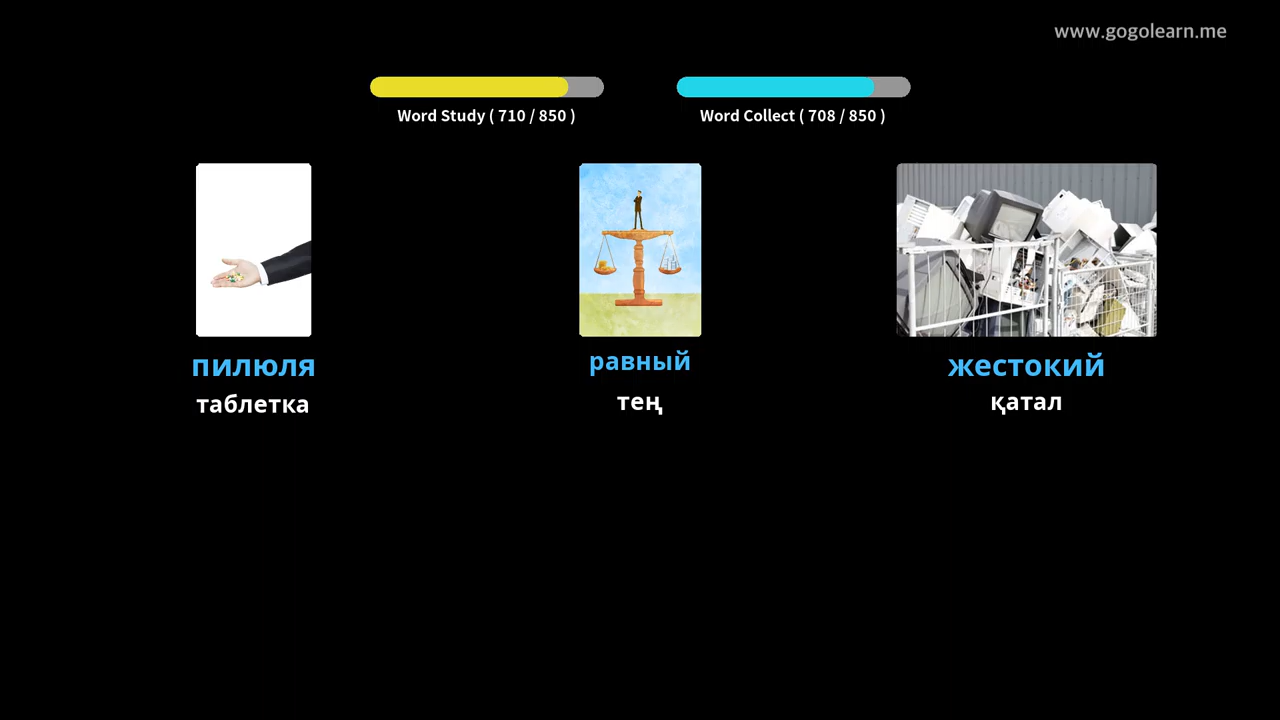 www.gogolearn.me
Word Study ( 710 / 850 )
Word Collect ( 708 / 850 )
пилюля
таблетка
равный
тең
жестокий
қатал